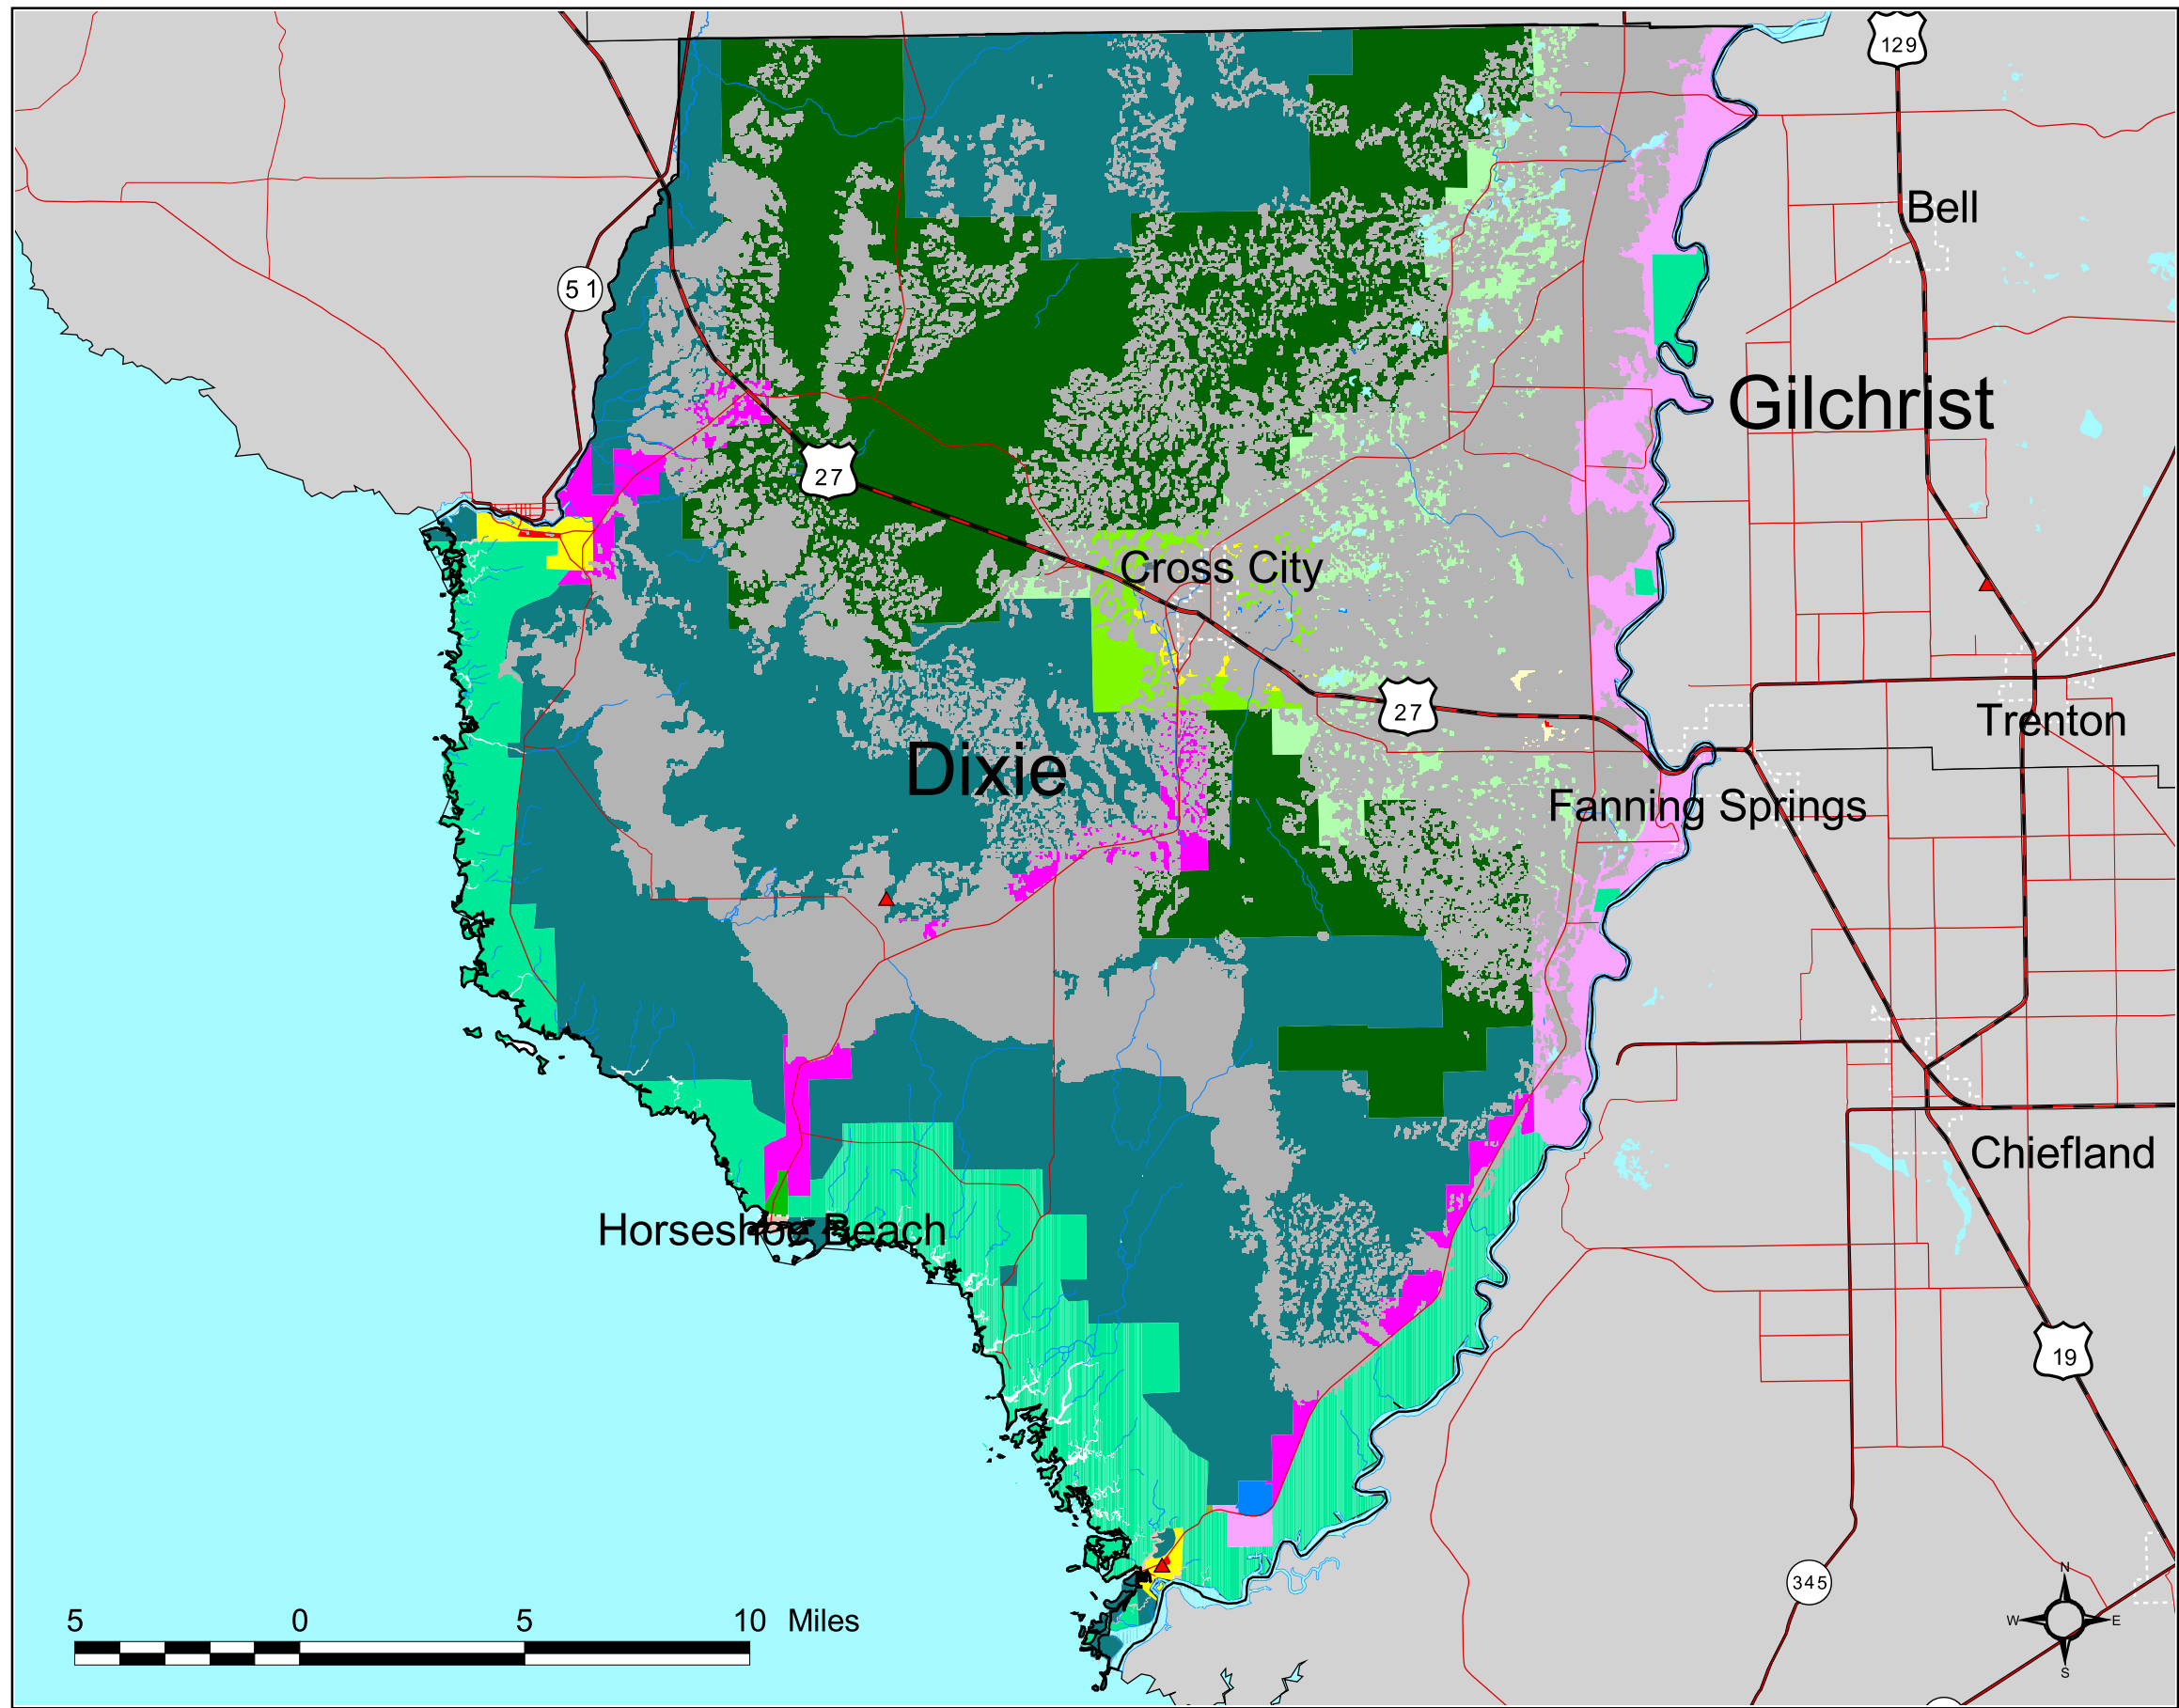 129
Bell
51
Gilchrist
27
Cross City
27
Trenton
Dixie
Fanning Springs
Chiefland
Horseshoe Beach
19
345
N
W E
S
5 0 5 10 Miles